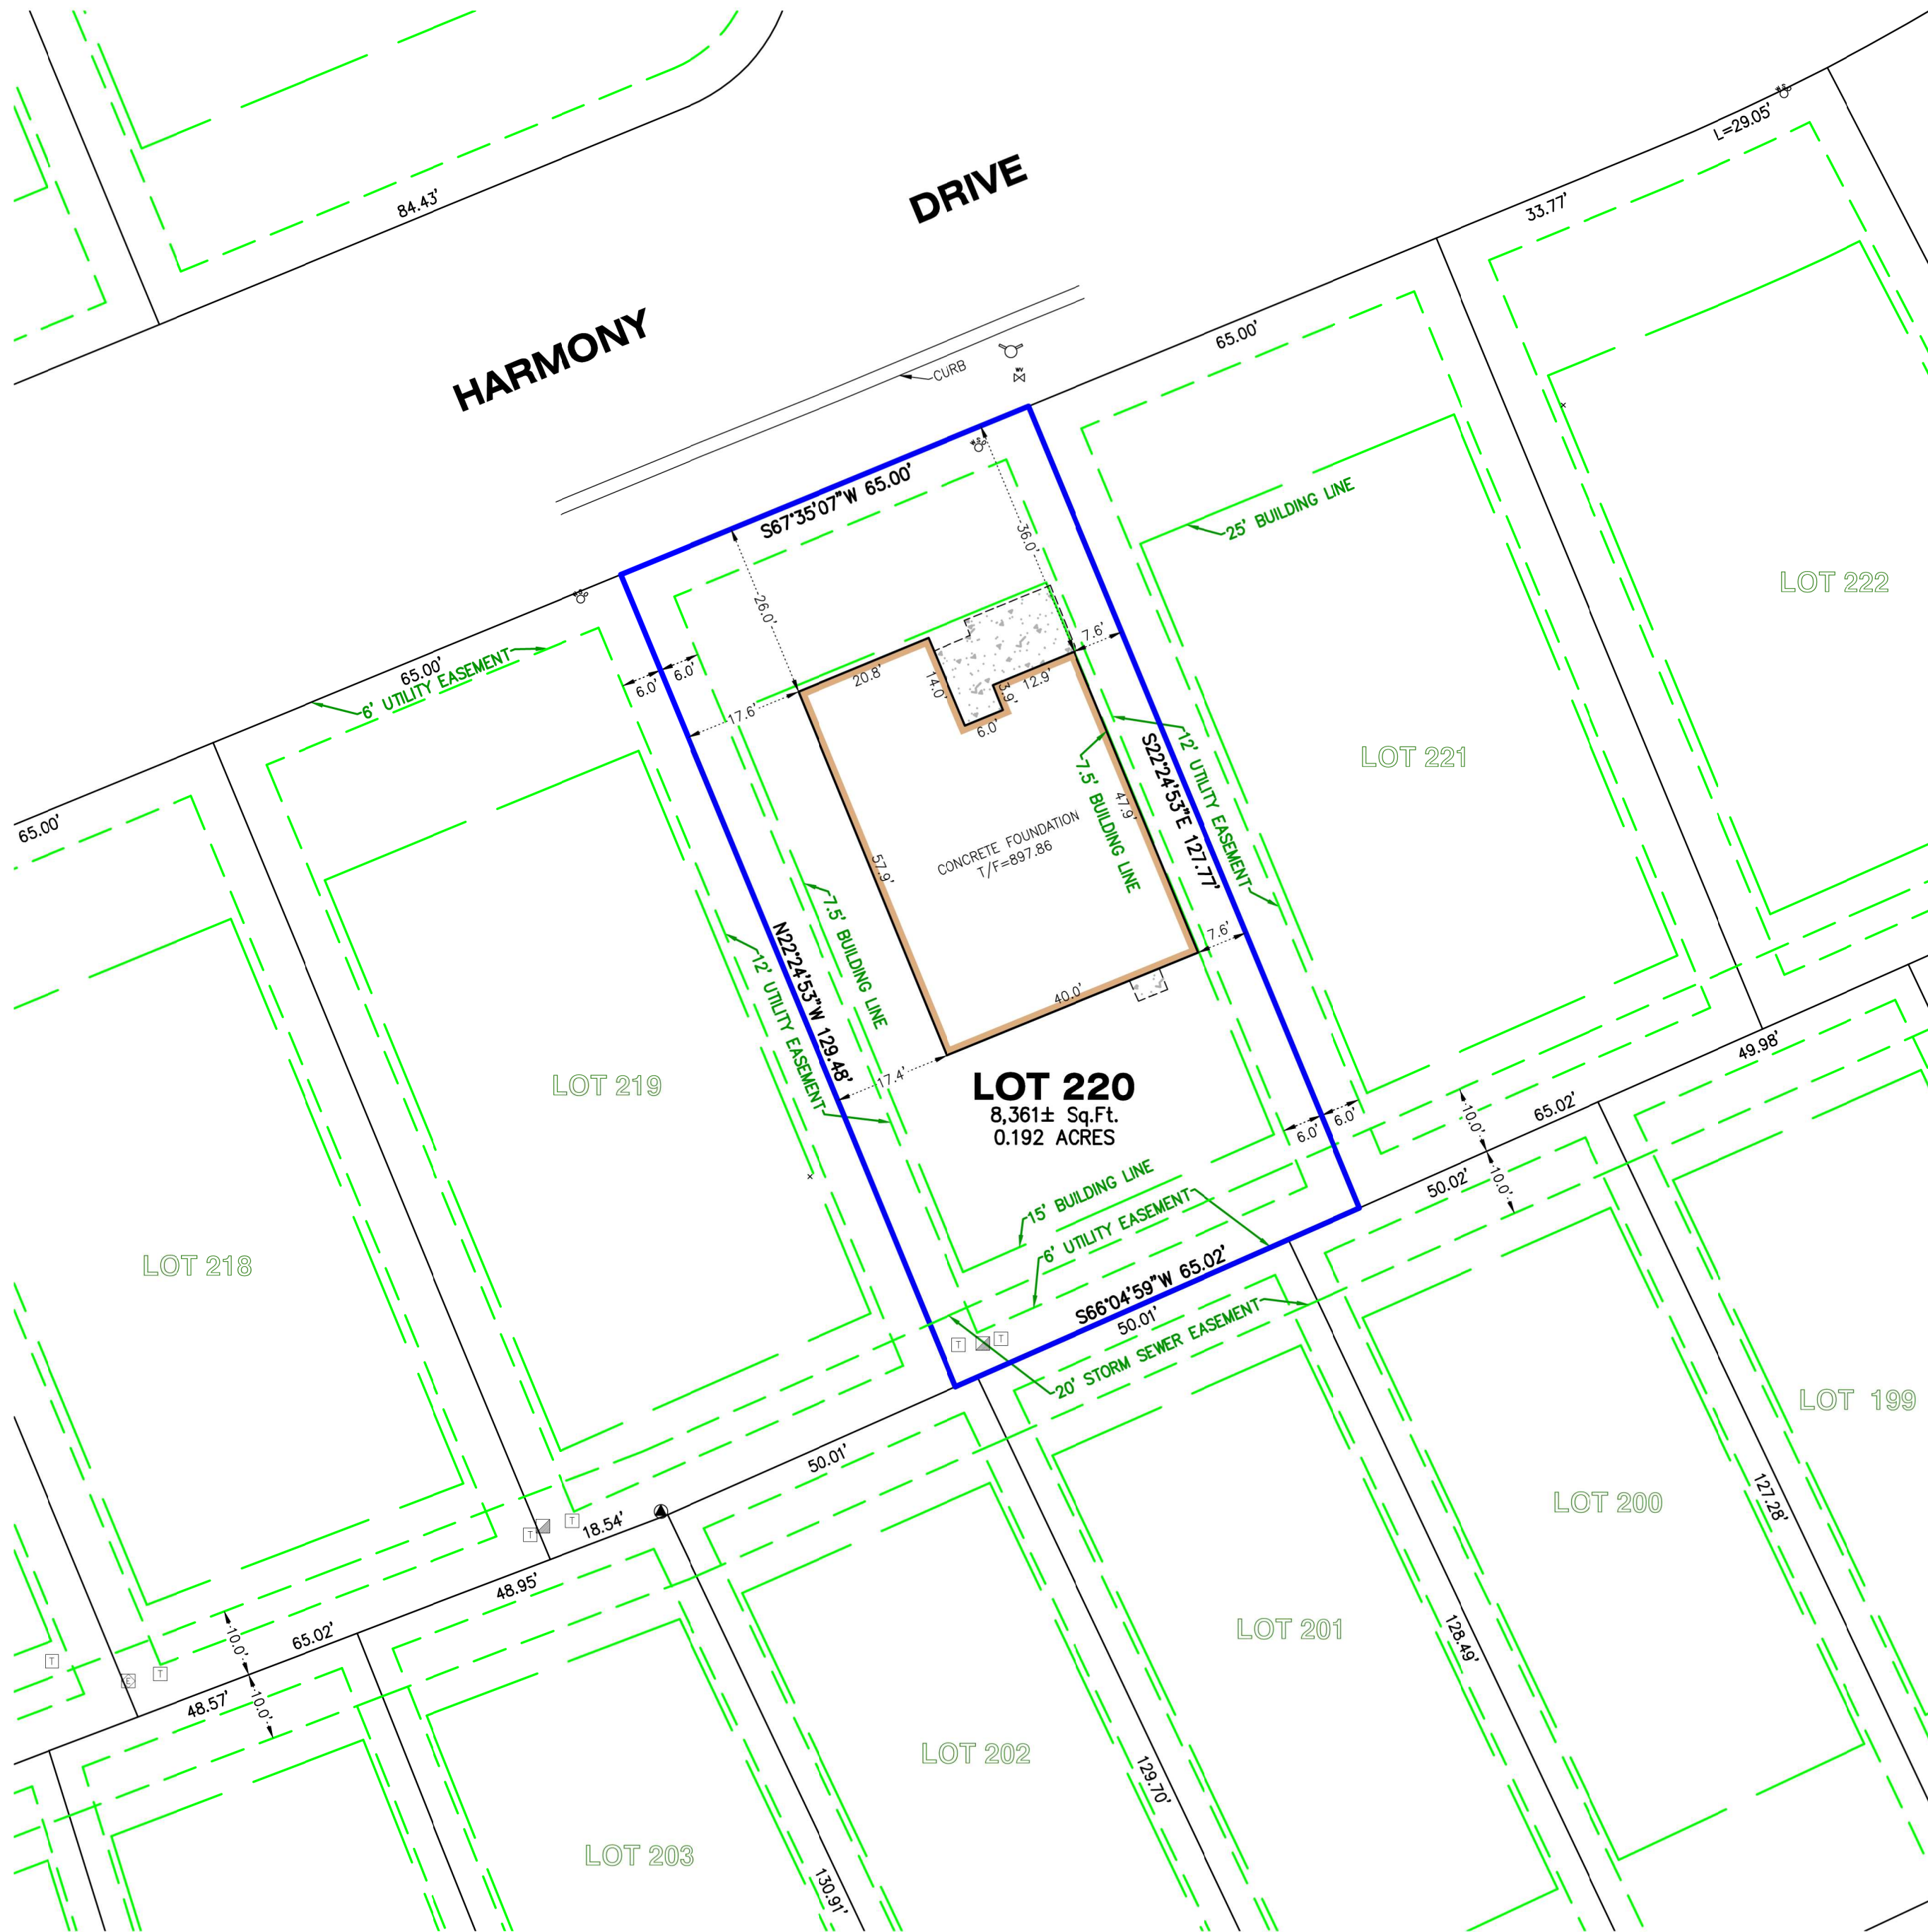 84.43'
DRIVE
HARMONY
L=29.05'
33.77'
65.00'
CURB
S67°35'07"W 65.00'
36.0'
26.0'
25' BUILDING LINE
LOT 222
65.00'
6' UTILITY EASEMENT
6.0'
6.0'
7.6'
20.8'
14.0'
3.9'
12.9'
6.0'
17.6'
65.00'
12' UTILITY EASEMENT
S22°24'53"E 127.77'
7.5' BUILDING LINE
47.9'
LOT 221
CONCRETE FOUNDATION
T/F=897.86
57.9'
7.5' BUILDING LINE
N22°24'53"W 129.48'
12' UTILITY EASEMENT
7.6'
40.0'
17.4'
LOT 219
LOT 220
8,361± Sq.Ft.
0.192 ACRES
49.98'
65.02'
10.0'
10.0'
6.0'
6.0'
50.02'
15' BUILDING LINE
6' UTILITY EASEMENT
S66°04'59"W 65.02'
50.01'
20' STORM SEWER EASEMENT
LOT 218
T
T
LOT 199
50.01'
18.54'
T
T
48.95'
LOT 200
127.28'
65.02'
10.0'
10.0'
48.57'
T
E
T
LOT 201
128.49'
LOT 202
129.70'
LOT 203
130.91'